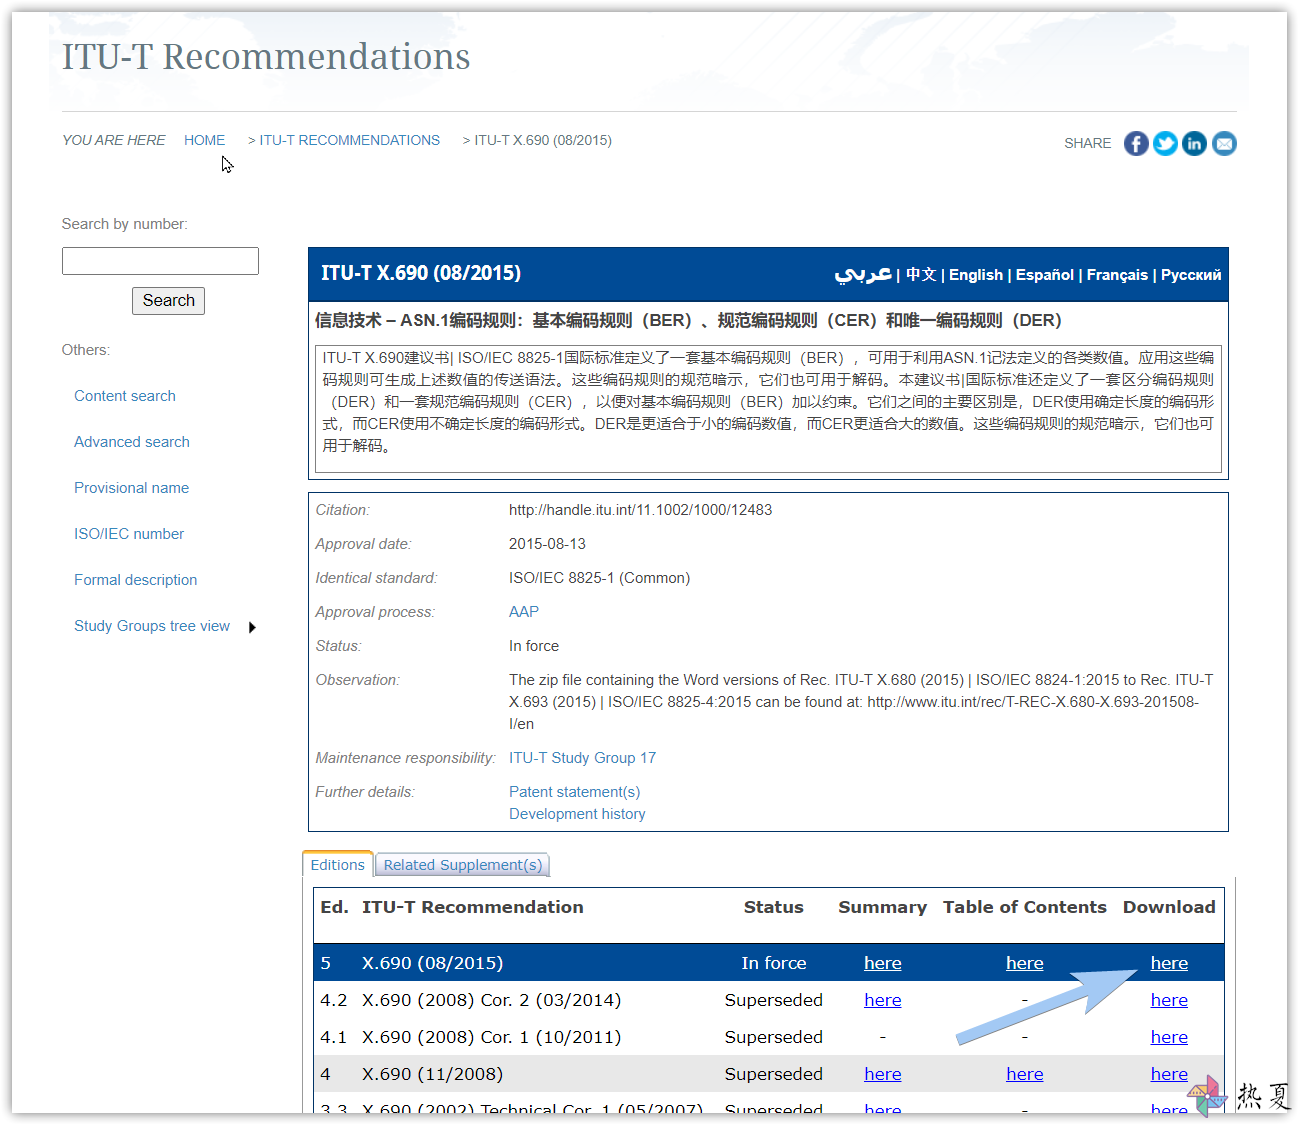 ITU-T Recommendations
YOU ARE HERE HOME > ITU-T RECOMMENDATIONS > ITU-T X.690 (08/2015)
SHARE
Search by number:
Search
Others:
Content search
Advanced search
Provisional name
ISO/IEC number
Formal description
Study Groups tree view
ITU-T X.690 (08/2015)
عربي | 中文 | English | Español | Français | Русский
信息技术 – ASN.1编码规则：基本编码规则（BER）、规范编码规则（CER）和唯一编码规则（DER）
ITU-T X.690建议书| ISO/IEC 8825-1国际标准定义了一套基本编码规则（BER），可用于利用ASN.1记法定义的各类数值。应用这些编
码规则可生成上述数值的传送语法。这些编码规则的规范暗示，它们也可用于解码。本建议书|国际标准还定义了一套区分编码规则
（DER）和一套规范编码规则（CER），以便对基本编码规则（BER）加以约束。它们之间的主要区别是，DER使用确定长度的编码形
式，而CER使用不确定长度的编码形式。DER是更适合于小的编码数值，而CER更适合大的数值。这些编码规则的规范暗示，它们也可
用于解码。
Citation: http://handle.itu.int/11.1002/1000/12483
Approval date: 2015-08-13
Identical standard: ISO/IEC 8825-1 (Common)
Approval process: AAP
Status: In force
Observation: The zip file containing the Word versions of Rec. ITU-T X.680 (2015) | ISO/IEC 8824-1:2015 to Rec. ITU-T
X.693 (2015) | ISO/IEC 8825-4:2015 can be found at: http://www.itu.int/rec/T-REC-X.680-X.693-201508-
I/en
Maintenance responsibility: ITU-T Study Group 17
Further details: Patent statement(s)
Development history
Editions Related Supplement(s)
Ed. ITU-T Recommendation Status Summary Table of Contents Download
5 X.690 (08/2015) In force here here here
4.2 X.690 (2008) Cor. 2 (03/2014) Superseded here - here
4.1 X.690 (2008) Cor. 1 (10/2011) Superseded - - here
4 X.690 (11/2008) Superseded here here here
3.3 X.690 (2002) Technical Cor. 1 (05/2007) Superseded here - here
热夏